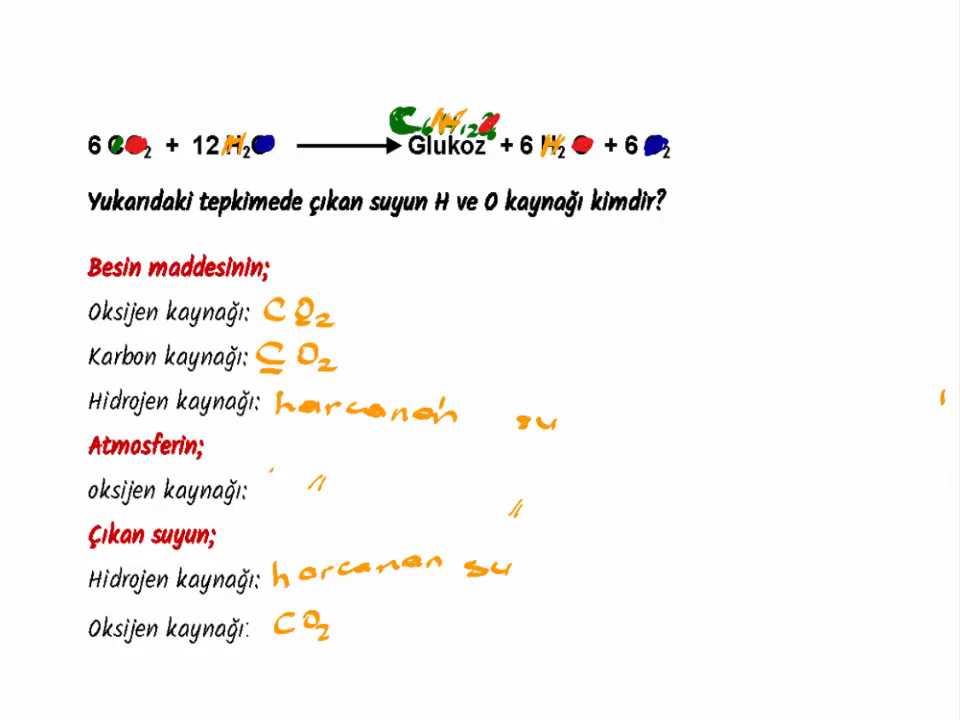 C₆H₁₂O₆
6 CO₂ + 12 H₂O → Glukoz + 6 H₂O + 6 O₂
Yukarıdaki tepkimede çıkan suyun H ve O kaynağı kimdir?
Besin maddesinin;
Oksijen kaynağı: CO₂
Karbon kaynağı: CO₂
Hidrojen kaynağı: harcanan su
Atmosferin;
oksijen kaynağı: " "
Çıkan suyun;
Hidrojen kaynağı: harcanan su
Oksijen kaynağı: CO₂